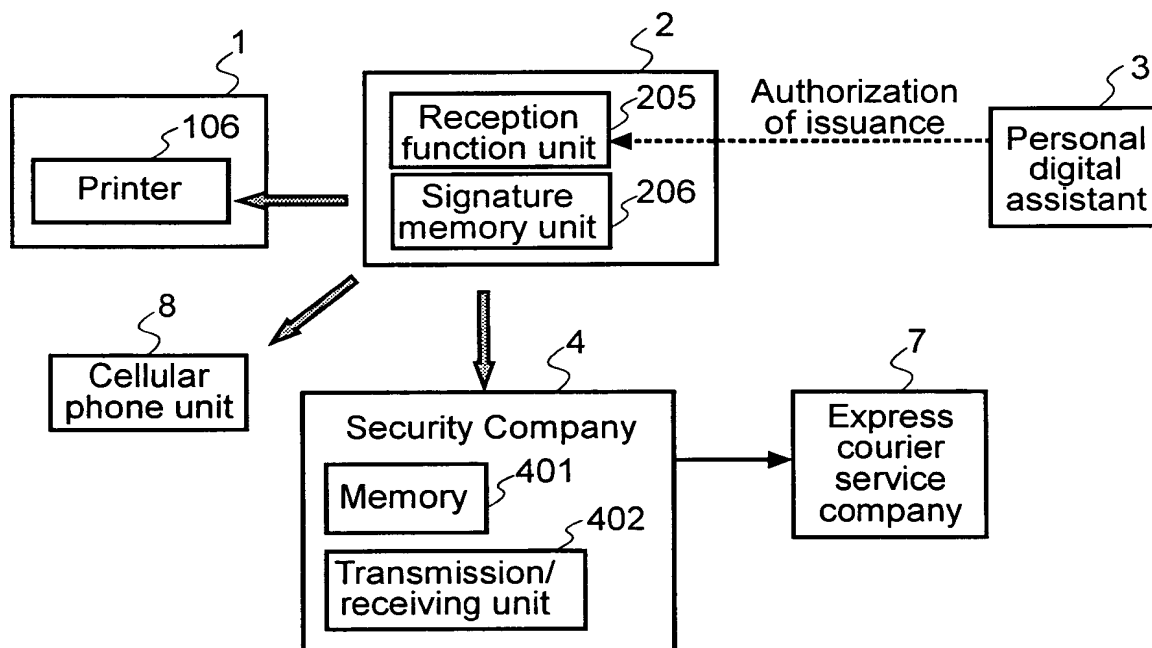 1
106
Printer
2
205
Reception
function unit
206
Signature
memory unit
Authorization
of issuance
3
Personal
digital
assistant
8
Cellular
phone unit
4
Security Company
401
Memory
402
Transmission/
receiving unit
7
Express
courier
service
company